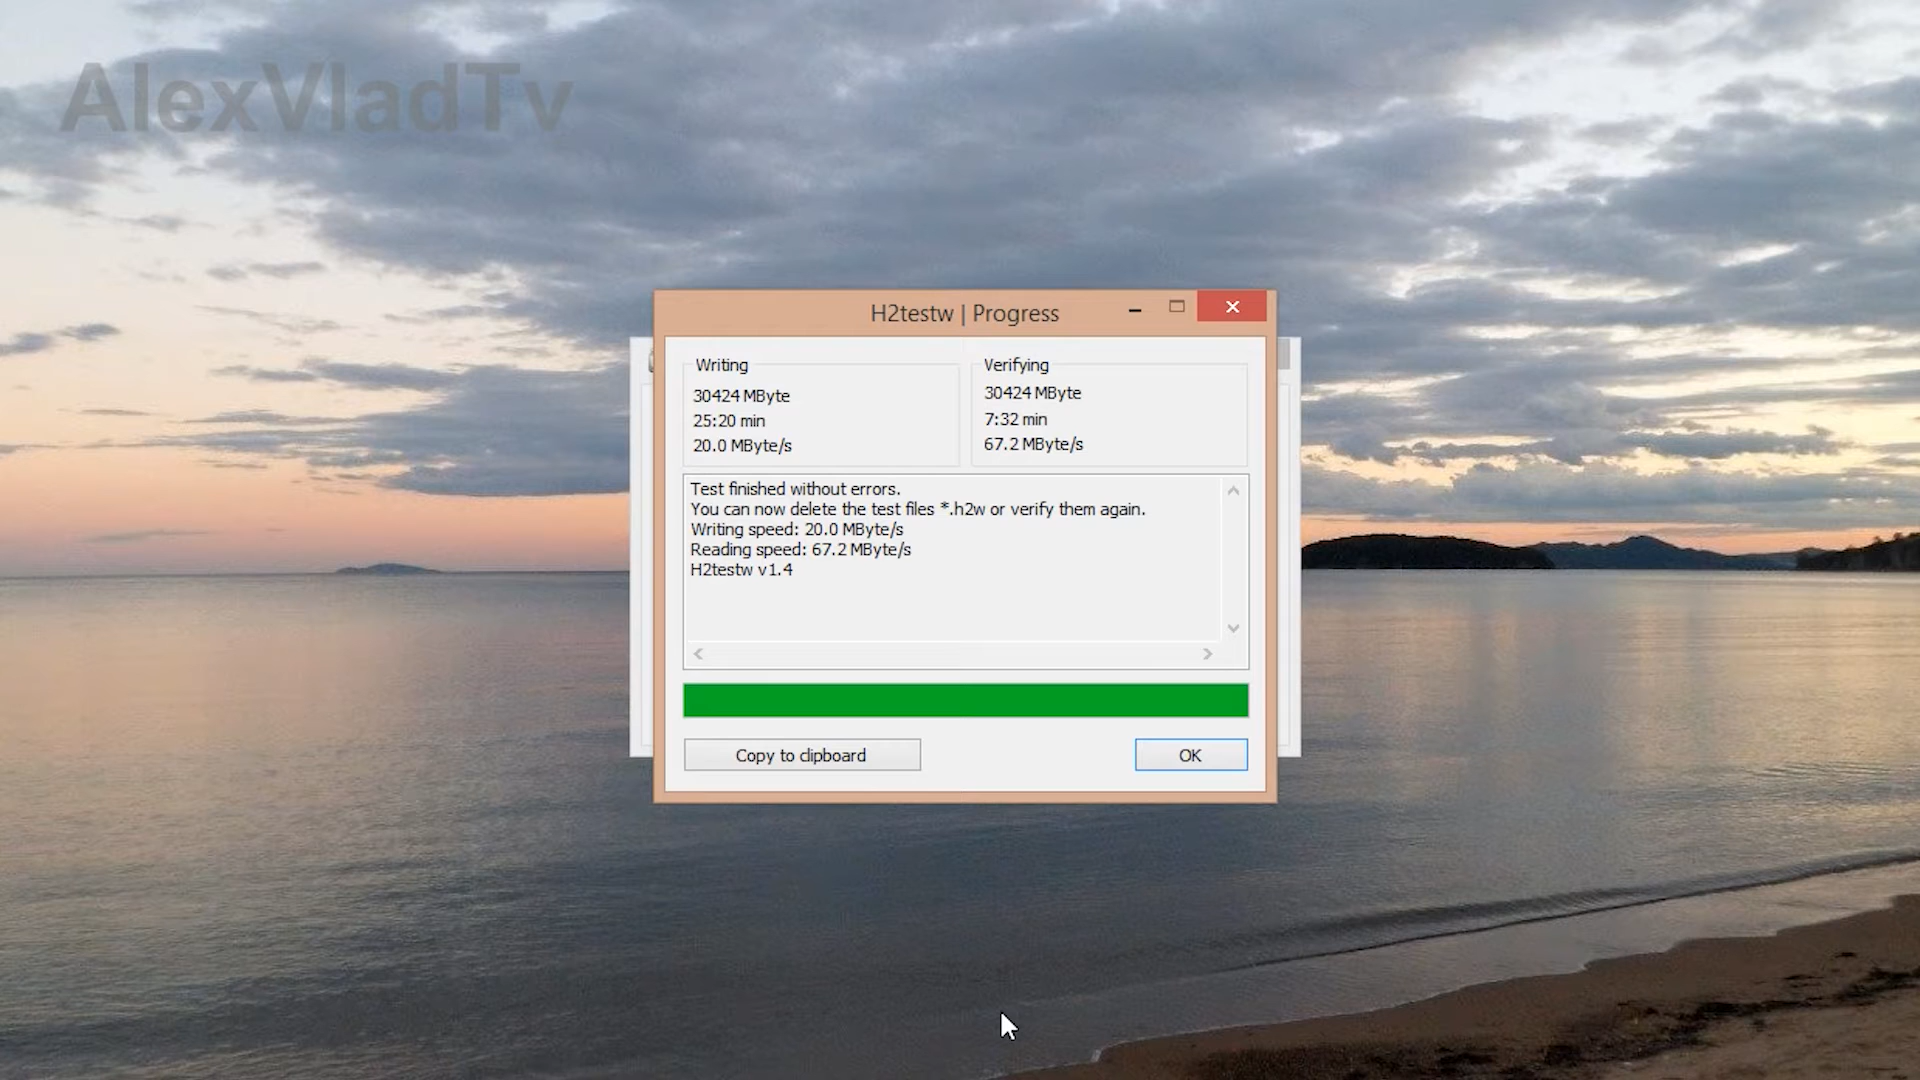 AlexVladTv
H2testw | Progress
Writing
30424 MByte
25:20 min
20.0 MByte/s
Verifying
30424 MByte
7:32 min
67.2 MByte/s
Test finished without errors.
You can now delete the test files *.h2w or verify them again.
Writing speed: 20.0 MByte/s
Reading speed: 67.2 MByte/s
H2testw v1.4
Copy to clipboard
OK